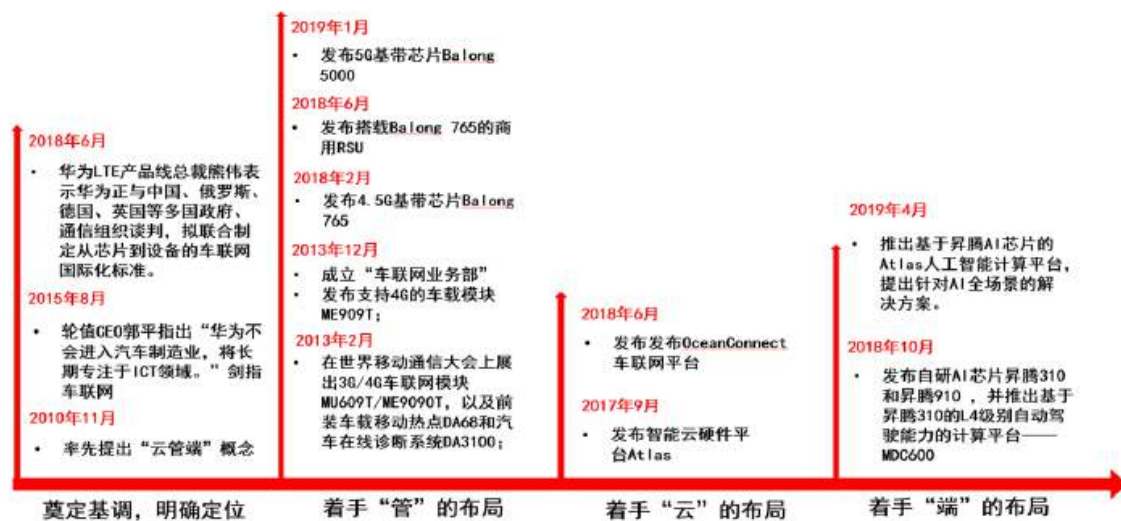 2018年6月
• 华为LTE产品线总裁熊伟表
示华为正与中国、俄罗斯、
德国、英国等多国政府、
通信组织谈判，拟联合制
定从芯片到设备的车联网
国际化标准。
2015年8月
• 轮值CEO郭平指出“华为不
会进入汽车制造业，将长
期专注于ICT领域。”剑指
车联网
2010年11月
• 率先提出“云管端”概念
奠定基调，明确定位
2019年1月
• 发布5G基带芯片Balong
5000
2018年6月
• 发布搭载Balong 765的商
用RSU
2018年2月
• 发布4.5G基带芯片Balong
765
2013年12月
• 成立“车联网业务部”
• 发布支持4G的车载模块
ME909T；
2013年2月
• 在世界移动通信大会上展
出3G/4G车联网模块
MU609T/ME9090T，以及前
装车载移动热点DA68和汽
车在线诊断系统DA3100；
着手“管”的布局
2018年6月
• 发布发布OceanConnect
车联网平台
2017年9月
• 发布智能云硬件平
台Atlas
着手“云”的布局
2019年4月
• 推出基于昇腾AI芯片的
Atlas人工智能计算平台，
提出针对AI全场景的解
决方案。
2018年10月
• 发布自研AI芯片昇腾310
和昇腾910 ，并推出基于
昇腾310的L4级别自动驾
驶能力的计算平台——
MDC600
着手“端”的布局